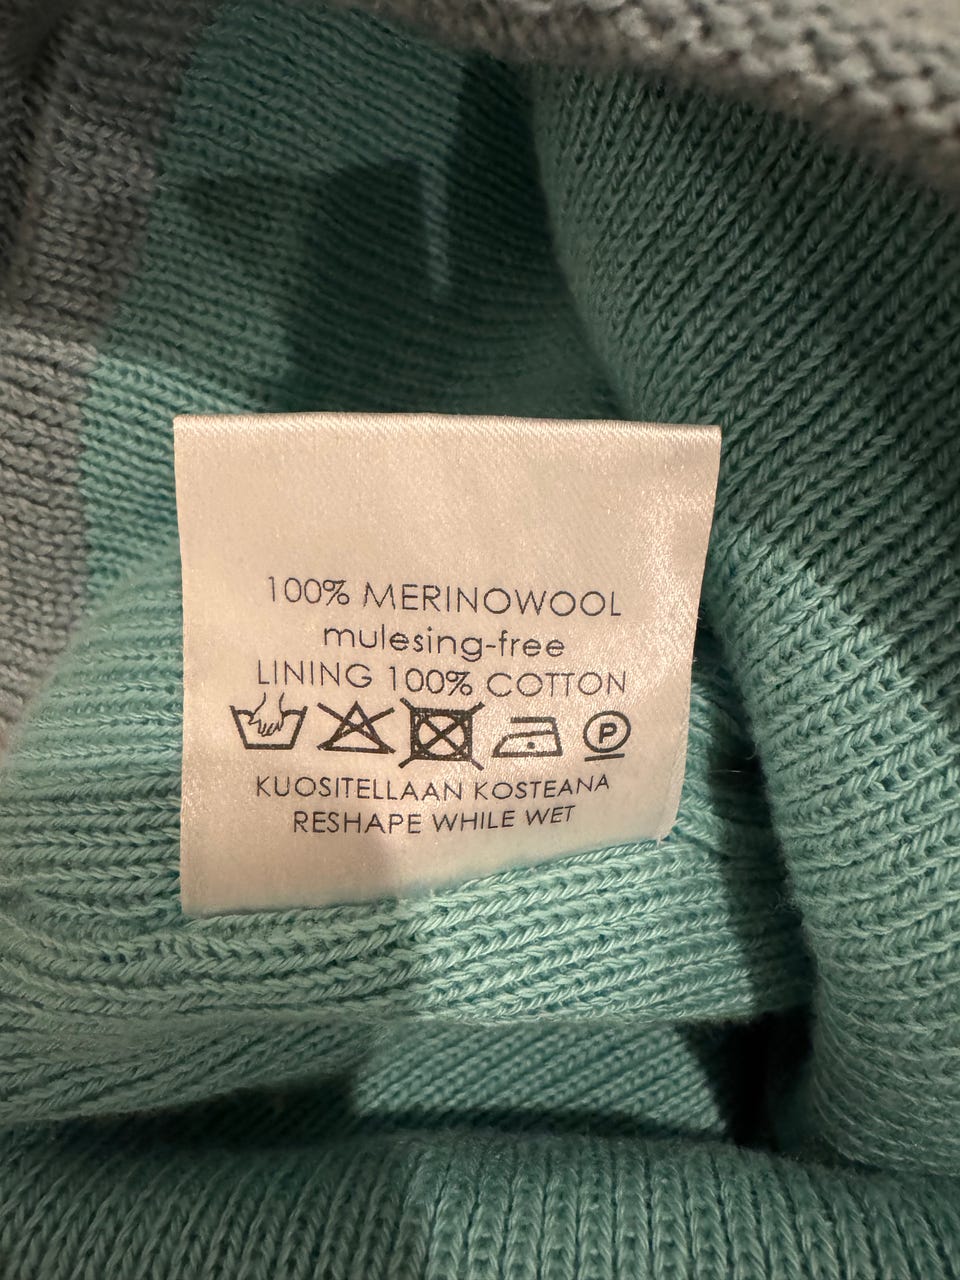 100% MERINOWOOL
mulesing-free
LINING 100% COTTON
P
KUOSITELLAAN KOSTEANA
RESHAPE WHILE WET